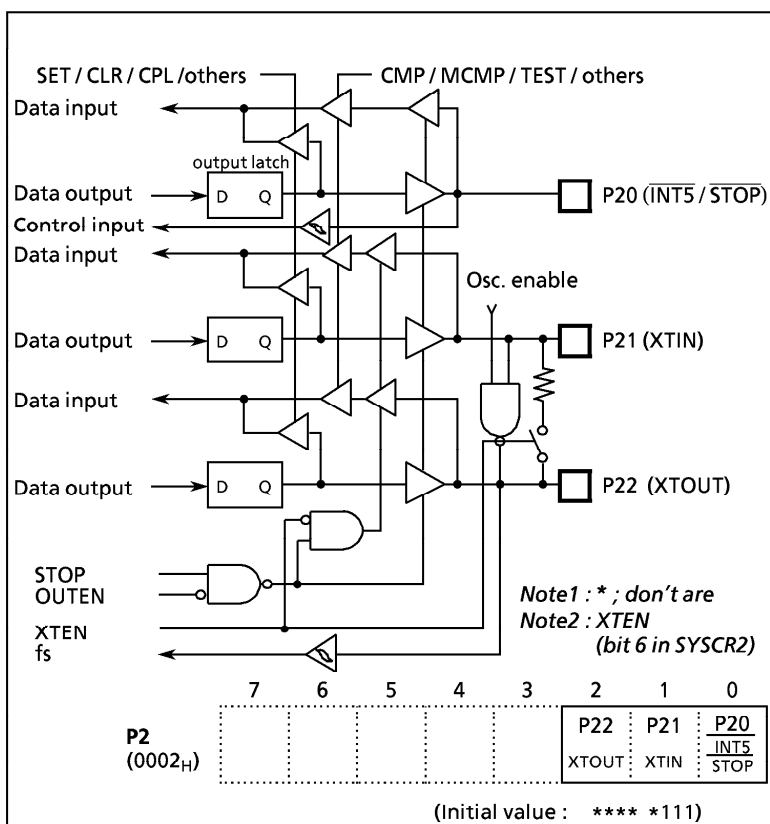 SET / CLR / CPL /others
CMP / MCMP / TEST / others
Data input
output latch
Data output
D Q
P20 (INT5 / STOP)
Control input
Data input
Osc. enable
Data output
D Q
P21 (XTIN)
Data input
Data output
D Q
P22 (XTOUT)
STOP
OUTEN
XTEN
fs
Note1 : * ; don't are
Note2 : XTEN
(bit 6 in SYSCR2)
7 6 5 4 3 2 1 0
P2
(0002H)
P22 P21 P20
XTOUT XTIN INT5
STOP
(Initial value : **** *111)